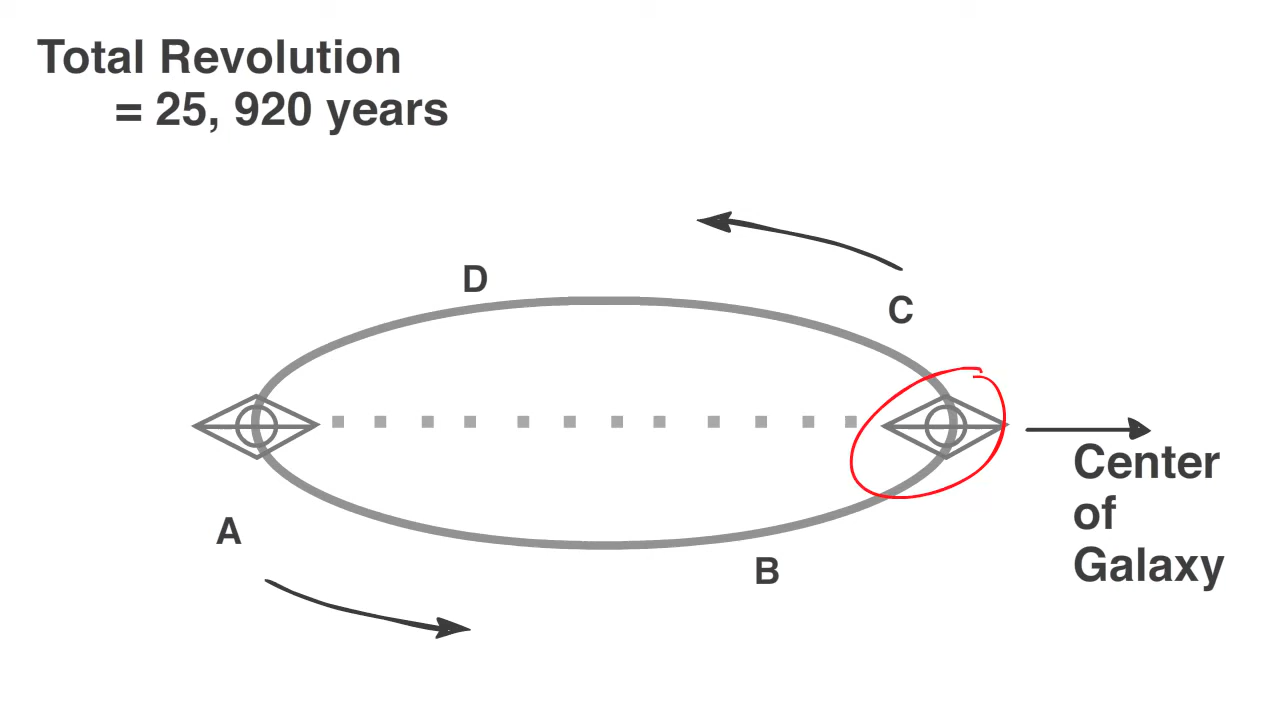 Total Revolution
= 25, 920 years
D
C
A
B
Center
of
Galaxy